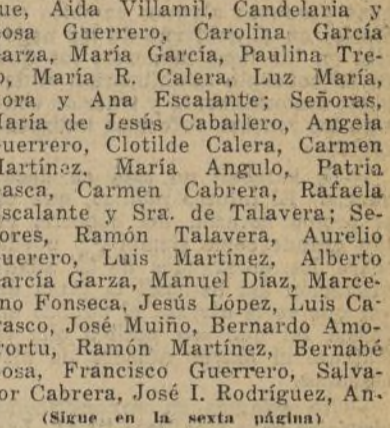 ue, Aida Villamil, Candelaria y
osa Guerrero, Carolina García
arza, María García, Paulina Tre-
o, María R. Calera, Luz María,
ora y Ana Escalante; Señoras,
María de Jesús Caballero, Angela
uerrero, Clotilde Calera, Carmen
Martínez, María Angulo, Patria
asca, Carmen Cabrera, Rafaela
scalante y Sra. de Talavera; Se-
ores, Ramón Talavera, Aurelio
uerero, Luis Martínez, Alberto
arcía Garza, Manuel Díaz, Marce-
no Fonseca, Jesús López, Luis Ca-
rasco, José Muiño, Bernardo Amo-
rortu, Ramón Martínez, Bernabé
osa, Francisco Guerrero, Salva-
or Cabrera, José I. Rodríguez, An-
(Sigue en la sexta página)